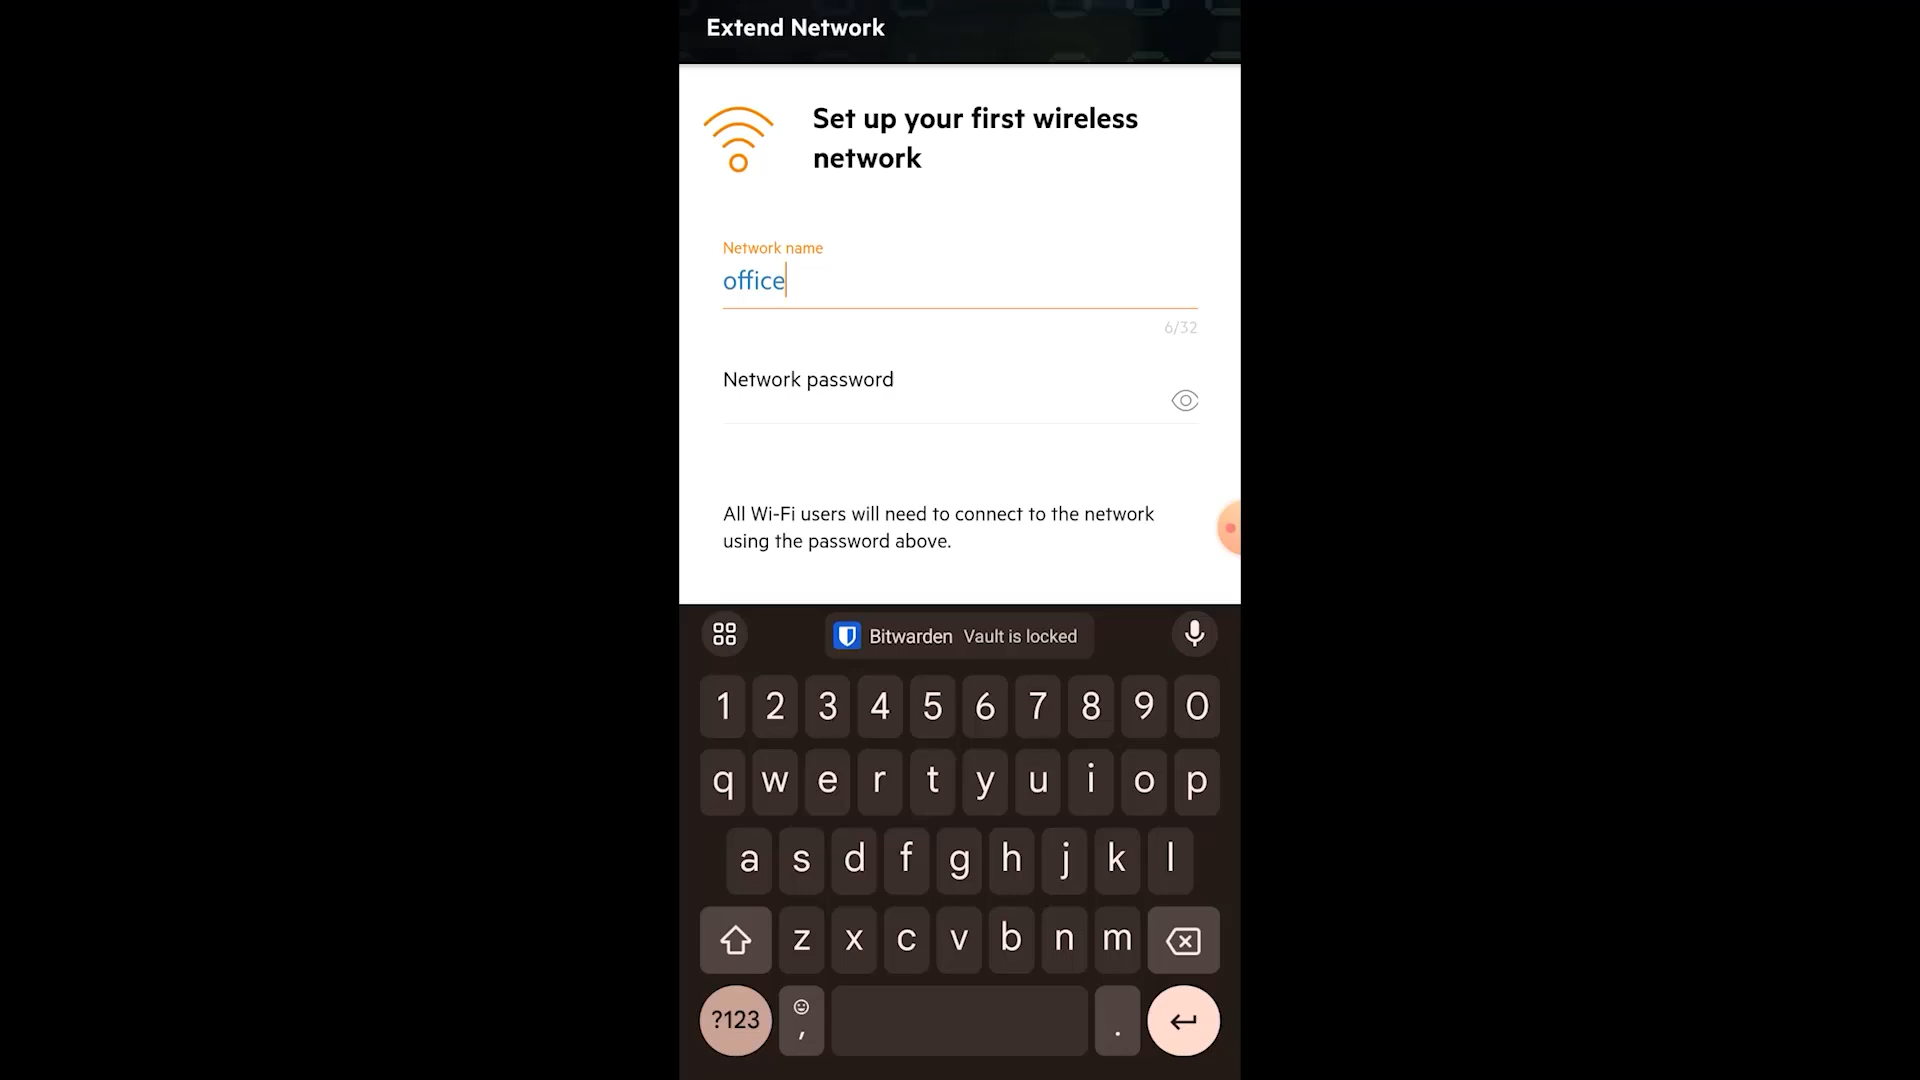 Extend Network
Set up your first wireless
network
Network name
office
6/32
Network password
All Wi-Fi users will need to connect to the network
using the password above.
Bitwarden Vault is locked
1 2 3 4 5 6 7 8 9 0
q w e r t y u i o p
a s d f g h j k l
z x c v b n m
?123 , .